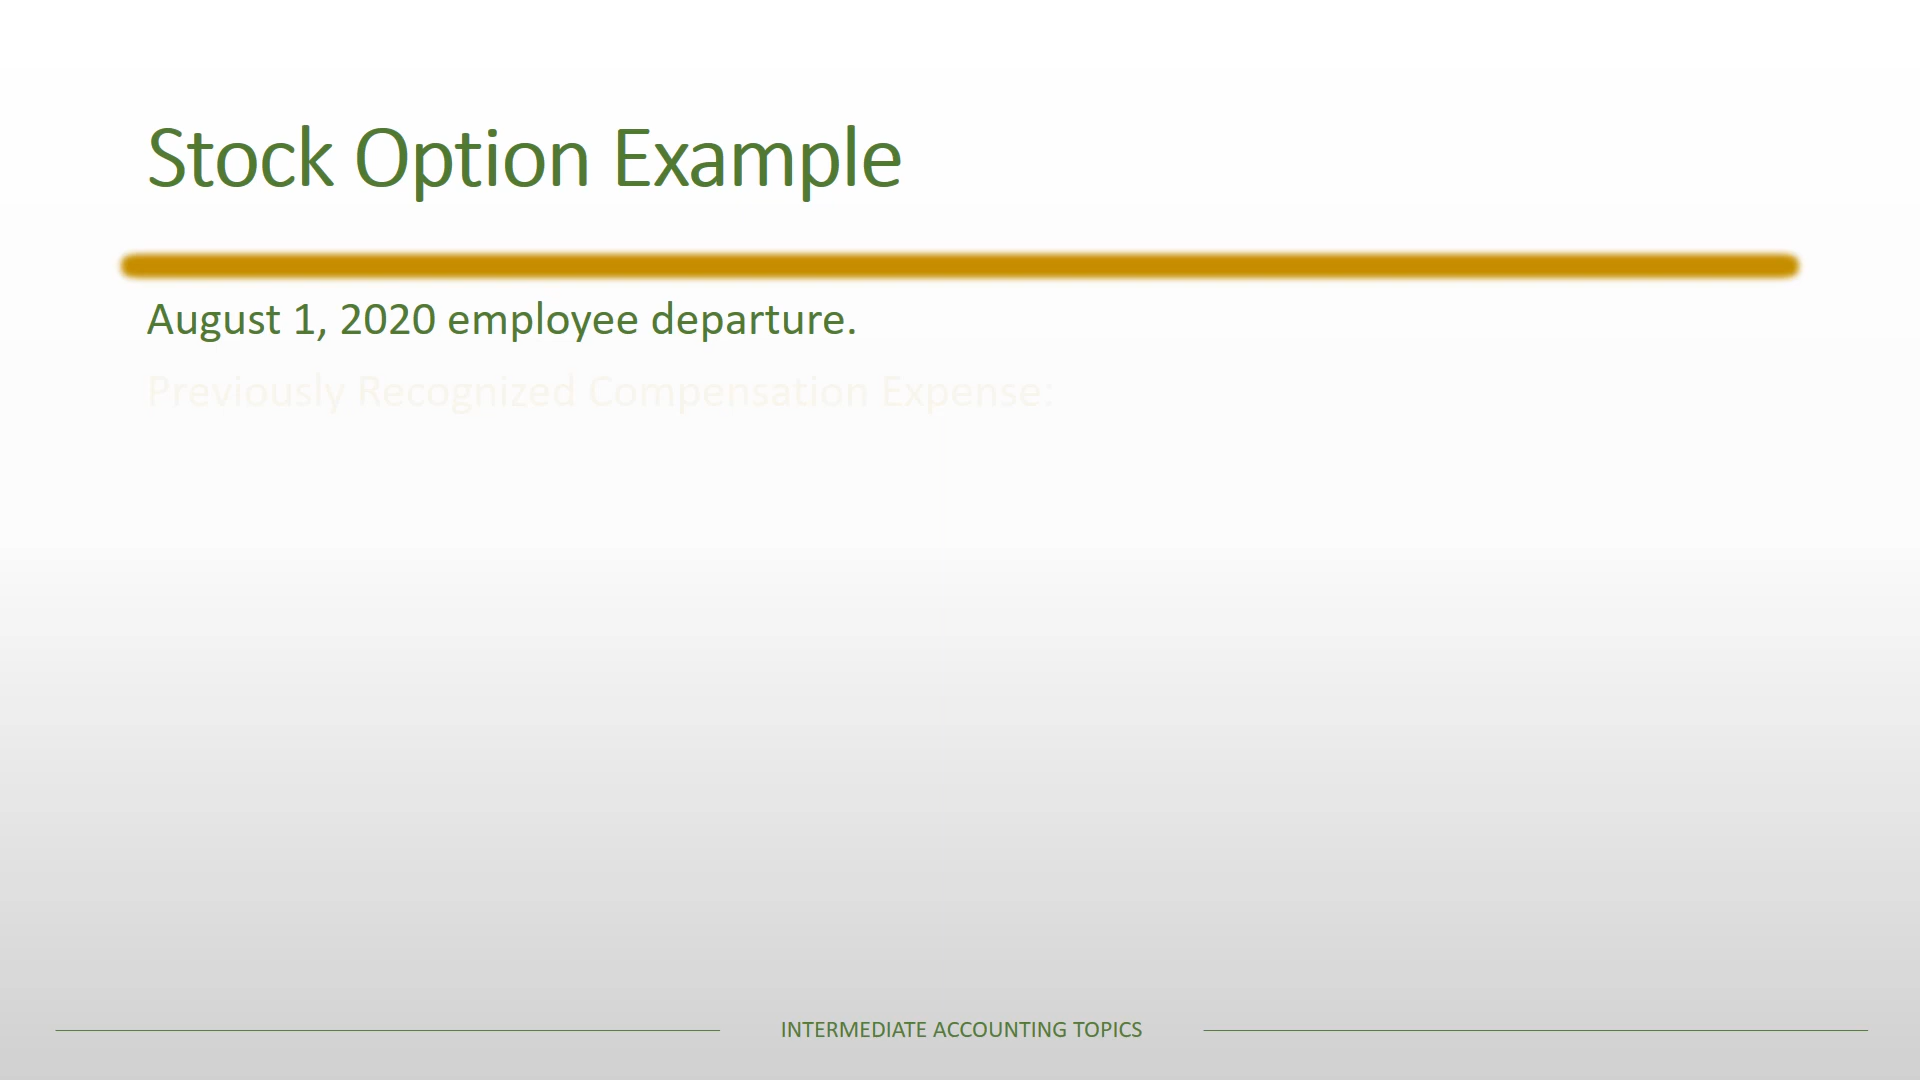 Stock Option Example
August 1, 2020 employee departure.
Previously Recognized Compensation Expense:
INTERMEDIATE ACCOUNTING TOPICS